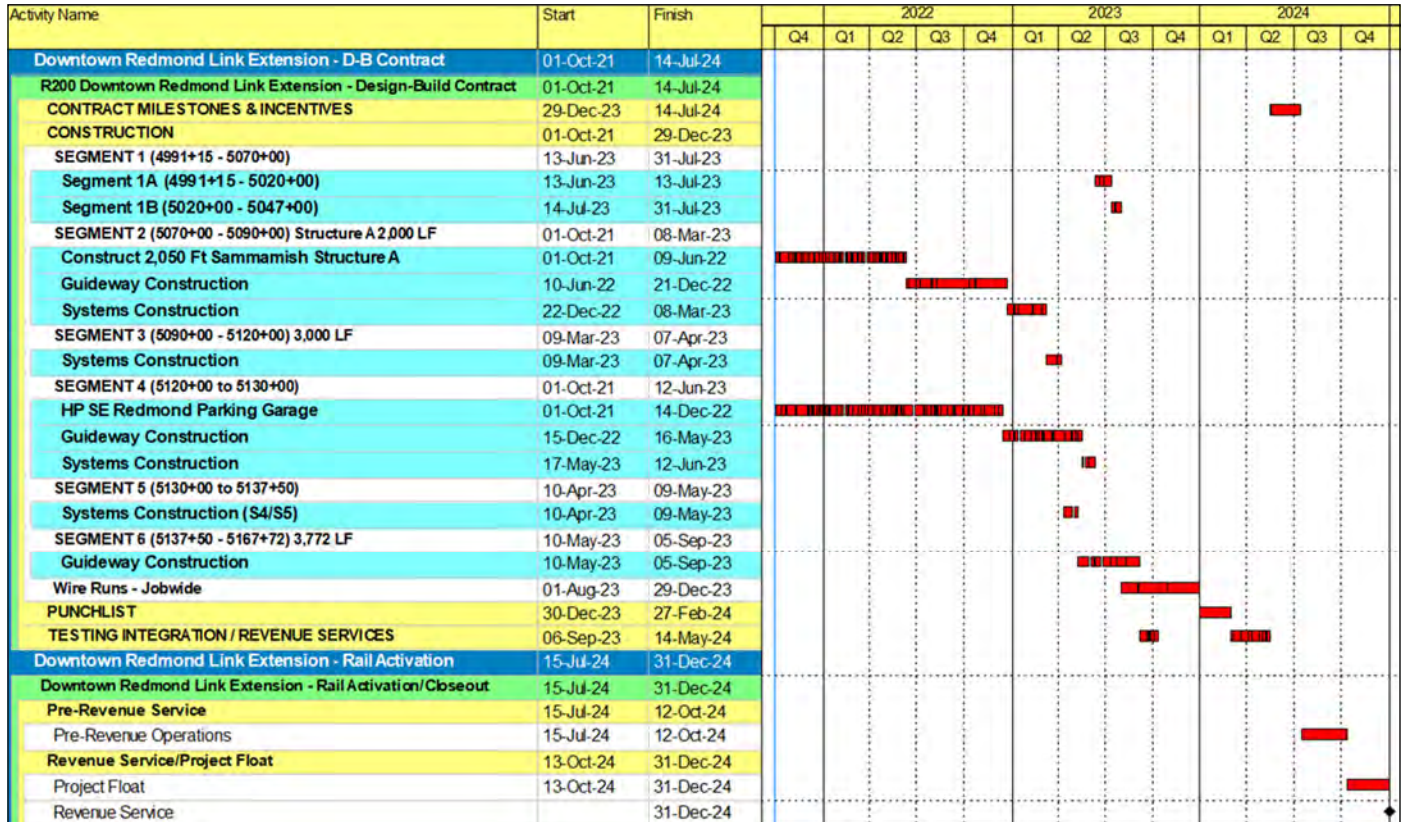 Activity Name Start Finish 2022 2023 2024
Q4 Q1 Q2 Q3 Q4 Q1 Q2 Q3 Q4 Q1 Q2 Q3 Q4
Downtown Redmond Link Extension - D-B Contract 01-Oct-21 14-Jul-24
R200 Downtown Redmond Link Extension - Design-Build Contract 01-Oct-21 14-Jul-24
CONTRACT MILESTONES & INCENTIVES 29-Dec-23 14-Jul-24
CONSTRUCTION 01-Oct-21 29-Dec-23
SEGMENT 1 (4991+15 - 5070+00) 13-Jun-23 31-Jul-23
Segment 1A (4991+15 - 5020+00) 13-Jun-23 13-Jul-23
Segment 1B (5020+00 - 5047+00) 14-Jul-23 31-Jul-23
SEGMENT 2 (5070+00 - 5090+00) Structure A 2,000 LF 01-Oct-21 08-Mar-23
Construct 2,050 Ft Sammamish Structure A 01-Oct-21 09-Jun-22
Guideway Construction 10-Jun-22 21-Dec-22
Systems Construction 22-Dec-22 08-Mar-23
SEGMENT 3 (5090+00 - 5120+00) 3,000 LF 09-Mar-23 07-Apr-23
Systems Construction 09-Mar-23 07-Apr-23
SEGMENT 4 (5120+00 to 5130+00) 01-Oct-21 12-Jun-23
HP SE Redmond Parking Garage 01-Oct-21 14-Dec-22
Guideway Construction 15-Dec-22 16-May-23
Systems Construction 17-May-23 12-Jun-23
SEGMENT 5 (5130+00 to 5137+50) 10-Apr-23 09-May-23
Systems Construction (S4/S5) 10-Apr-23 09-May-23
SEGMENT 6 (5137+50 - 5167+72) 3,772 LF 10-May-23 05-Sep-23
Guideway Construction 10-May-23 05-Sep-23
Wire Runs - Jobwide 01-Aug-23 29-Dec-23
PUNCHLIST 30-Dec-23 27-Feb-24
TESTING INTEGRATION / REVENUE SERVICES 06-Sep-23 14-May-24
Downtown Redmond Link Extension - Rail Activation 15-Jul-24 31-Dec-24
Downtown Redmond Link Extension - Rail Activation/Closeout 15-Jul-24 31-Dec-24
Pre-Revenue Service 15-Jul-24 12-Oct-24
Pre-Revenue Operations 15-Jul-24 12-Oct-24
Revenue Service/Project Float 13-Oct-24 31-Dec-24
Project Float 13-Oct-24 31-Dec-24
Revenue Service 31-Dec-24